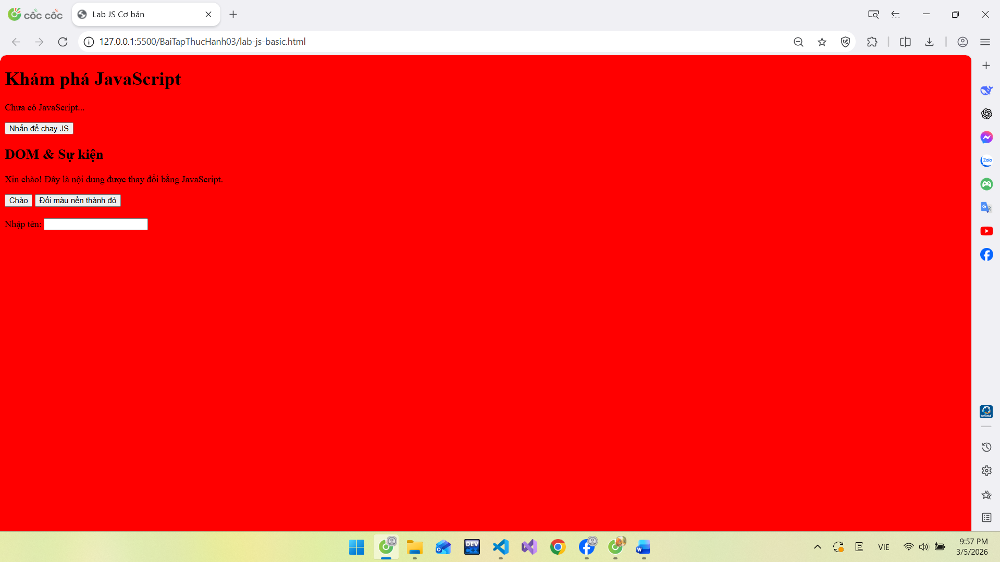 cốc cốc
Lab JS Cơ bản
127.0.0.1:5500/BaiTapThucHanh03/lab-js-basic.html
Khám phá JavaScript
Chưa có JavaScript...
Nhấn để chạy JS
DOM & Sự kiện
Xin chào! Đây là nội dung được thay đổi bằng JavaScript.
Chào
Đổi màu nền thành đỏ
Nhập tên:
Zalo
DEV
C++
VIE
9:57 PM
3/5/2026